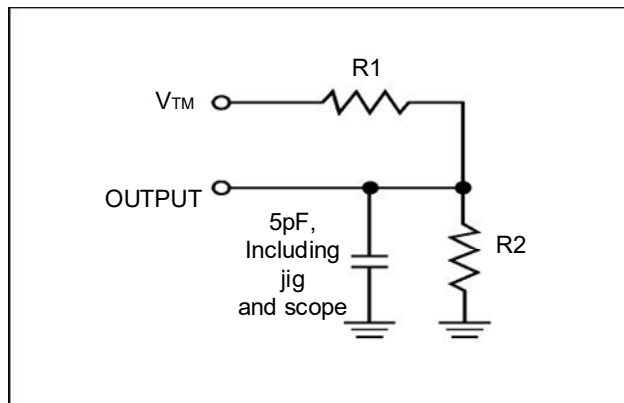 R1
VTM
OUTPUT
5pF,
Including
jig
and scope
R2